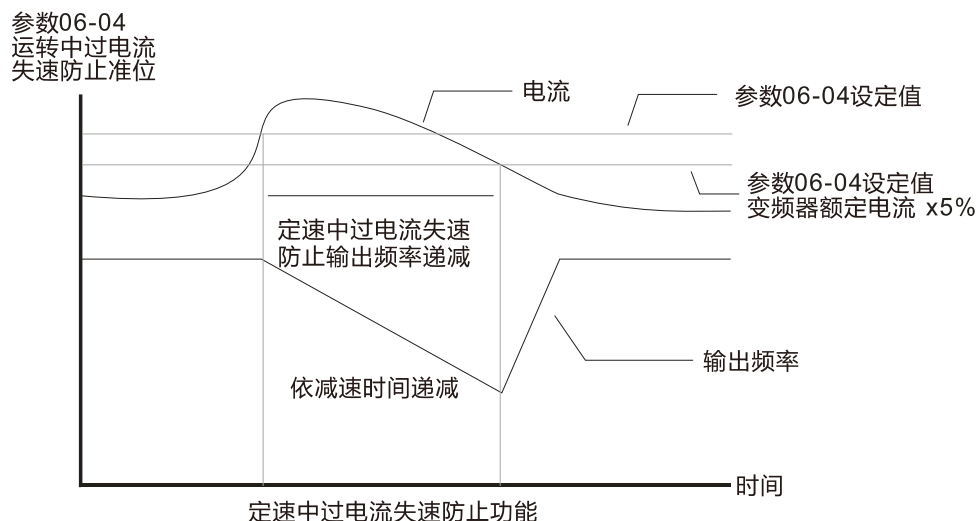 参数06-04
运转中过电流
失速防止准位
电流
参数06-04设定值
参数06-04设定值
变频器额定电流 x5%
定速中过电流失速
防止输出频率递减
输出频率
依减速时间递减
时间
定速中过电流失速防止功能